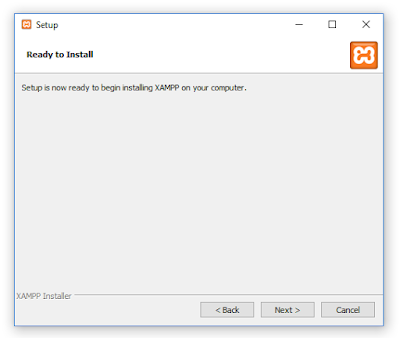 Setup
Ready to Install
Setup is now ready to begin installing XAMPP on your computer.
XAMPP Installer
< Back
Next >
Cancel